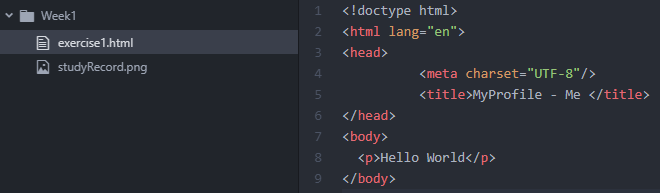 Week1
exercise1.html
studyRecord.png
1 <!doctype html>
2 <html lang="en">
3 <head>
4 <meta charset="UTF-8"/>
5 <title>MyProfile - Me </title>
6 </head>
7 <body>
8 <p>Hello World</p>
9 </body>